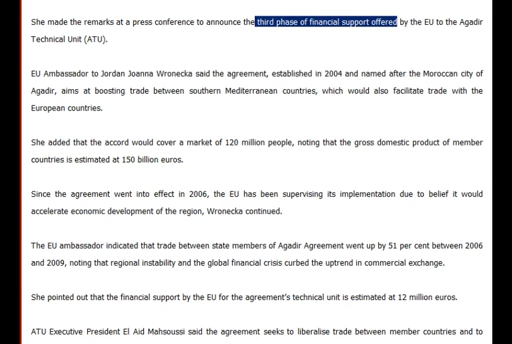 She made the remarks at a press conference to announce the third phase of financial support offered by the EU to the Agadir
Technical Unit (ATU).
EU Ambassador to Jordan Joanna Wronecka said the agreement, established in 2004 and named after the Moroccan city of
Agadir, aims at boosting trade between southern Mediterranean countries, which would also facilitate trade with the
European countries.
She added that the accord would cover a market of 120 million people, noting that the gross domestic product of member
countries is estimated at 150 billion euros.
Since the agreement went into effect in 2006, the EU has been supervising its implementation due to belief it would
accelerate economic development of the region, Wronecka continued.
The EU ambassador indicated that trade between state members of Agadir Agreement went up by 51 per cent between 2006
and 2009, noting that regional instability and the global financial crisis curbed the uptrend in commercial exchange.
She pointed out that the financial support by the EU for the agreement's technical unit is estimated at 12 million euros.
ATU Executive President El Aid Mahsoussi said the agreement seeks to liberalise trade between member countries and to